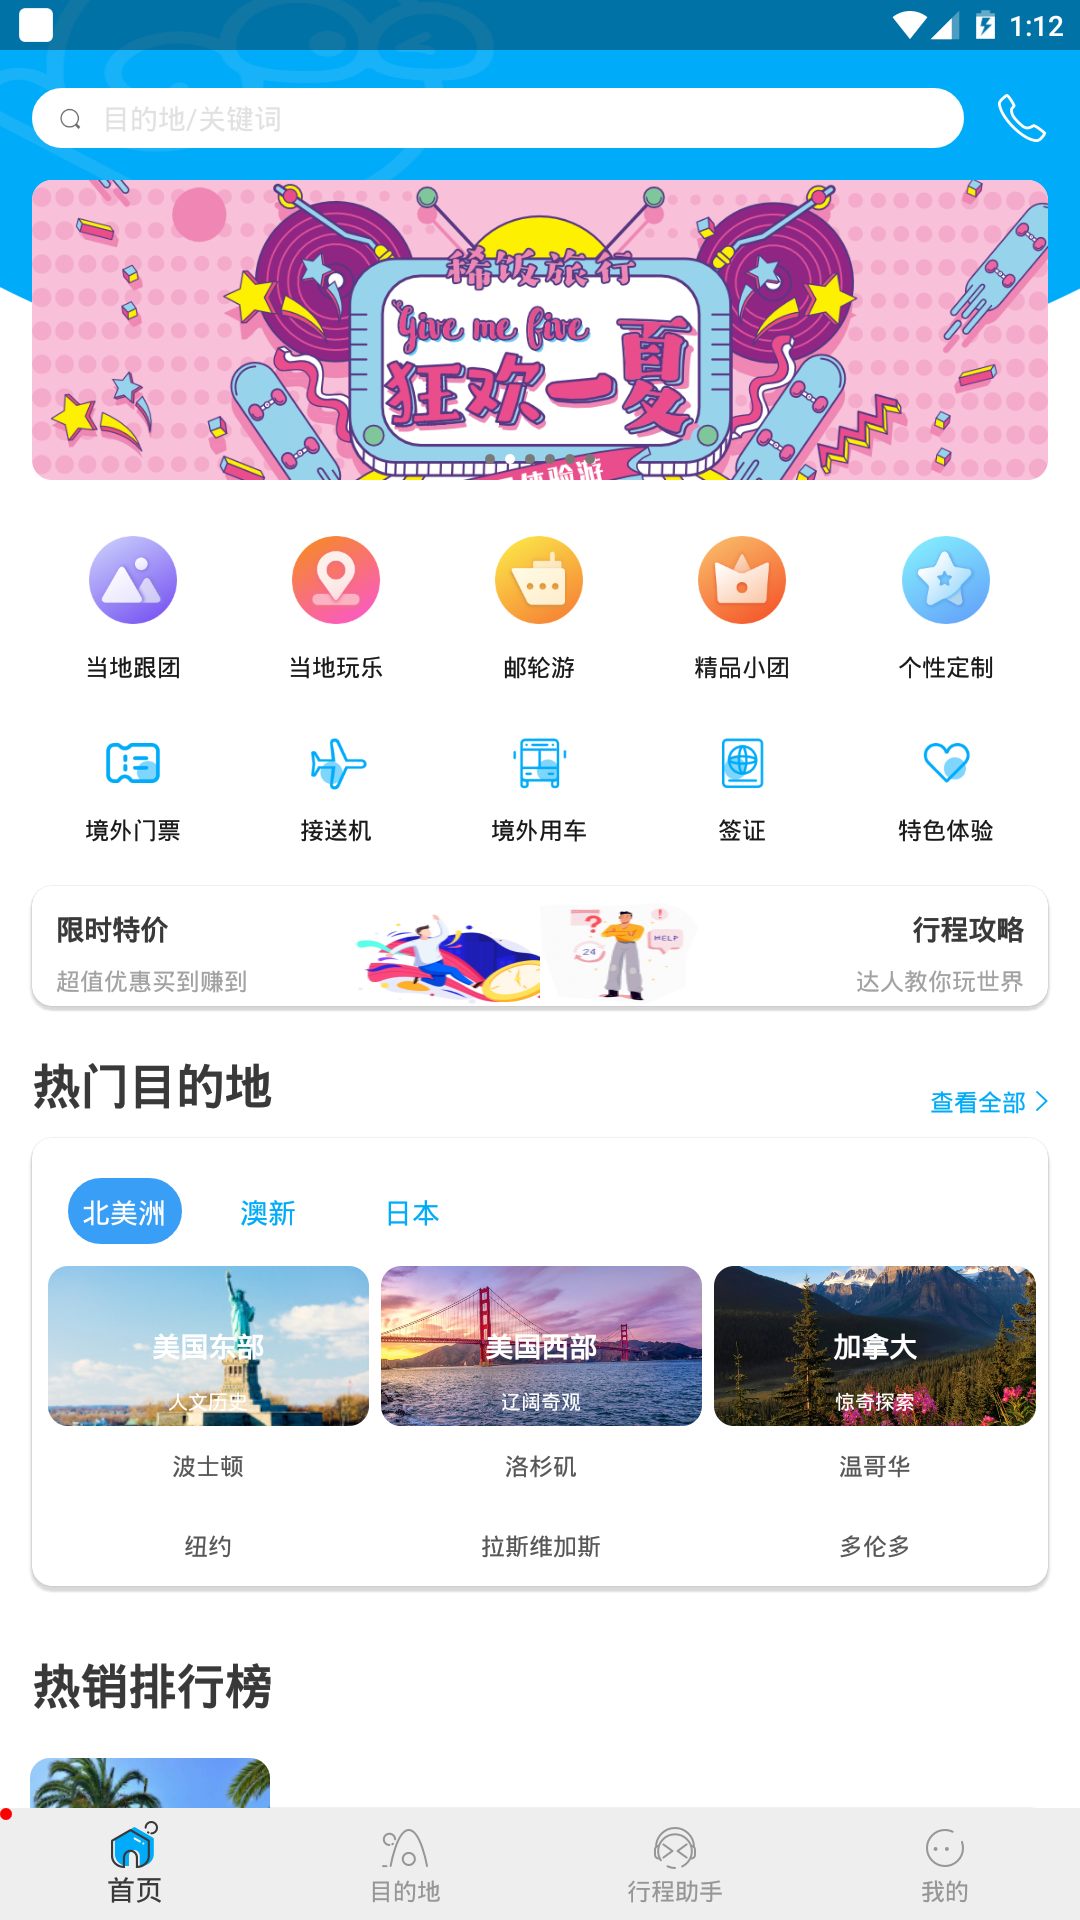 1:12
目的地/关键词
稀饭旅行
Give me five
狂欢一夏
体验游
当地跟团
当地玩乐
邮轮游
精品小团
个性定制
境外门票
接送机
境外用车
签证
特色体验
限时特价
超值优惠买到赚到
24
?
!
HELP
行程攻略
达人教你玩世界
热门目的地
查看全部
北美洲
澳新
日本
美国东部
人文历史
美国西部
辽阔奇观
加拿大
惊奇探索
波士顿
洛杉矶
温哥华
纽约
拉斯维加斯
多伦多
热销排行榜
首页
目的地
行程助手
我的